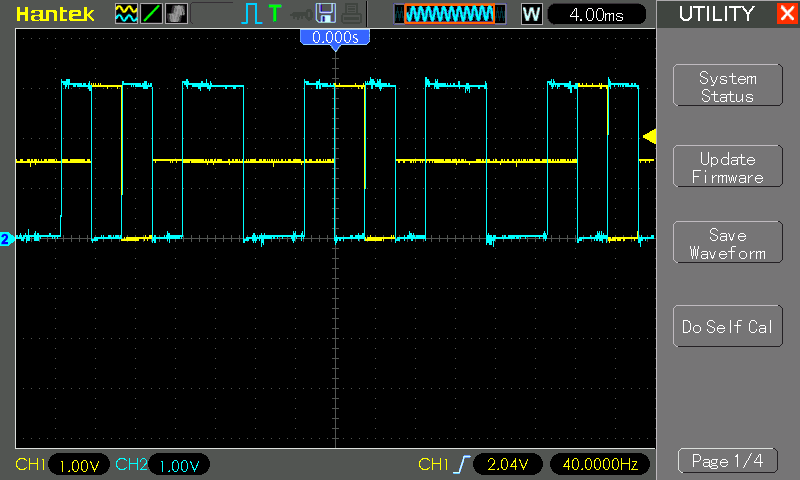 Hantek
T
W
4.00ms
UTILITY
0.000s
System
Status
Update
Firmware
2
Save
Waveform
Do Self Cal
CH1 1.00V CH2 1.00V CH1 2.04V 40.0000Hz
Page 1/4